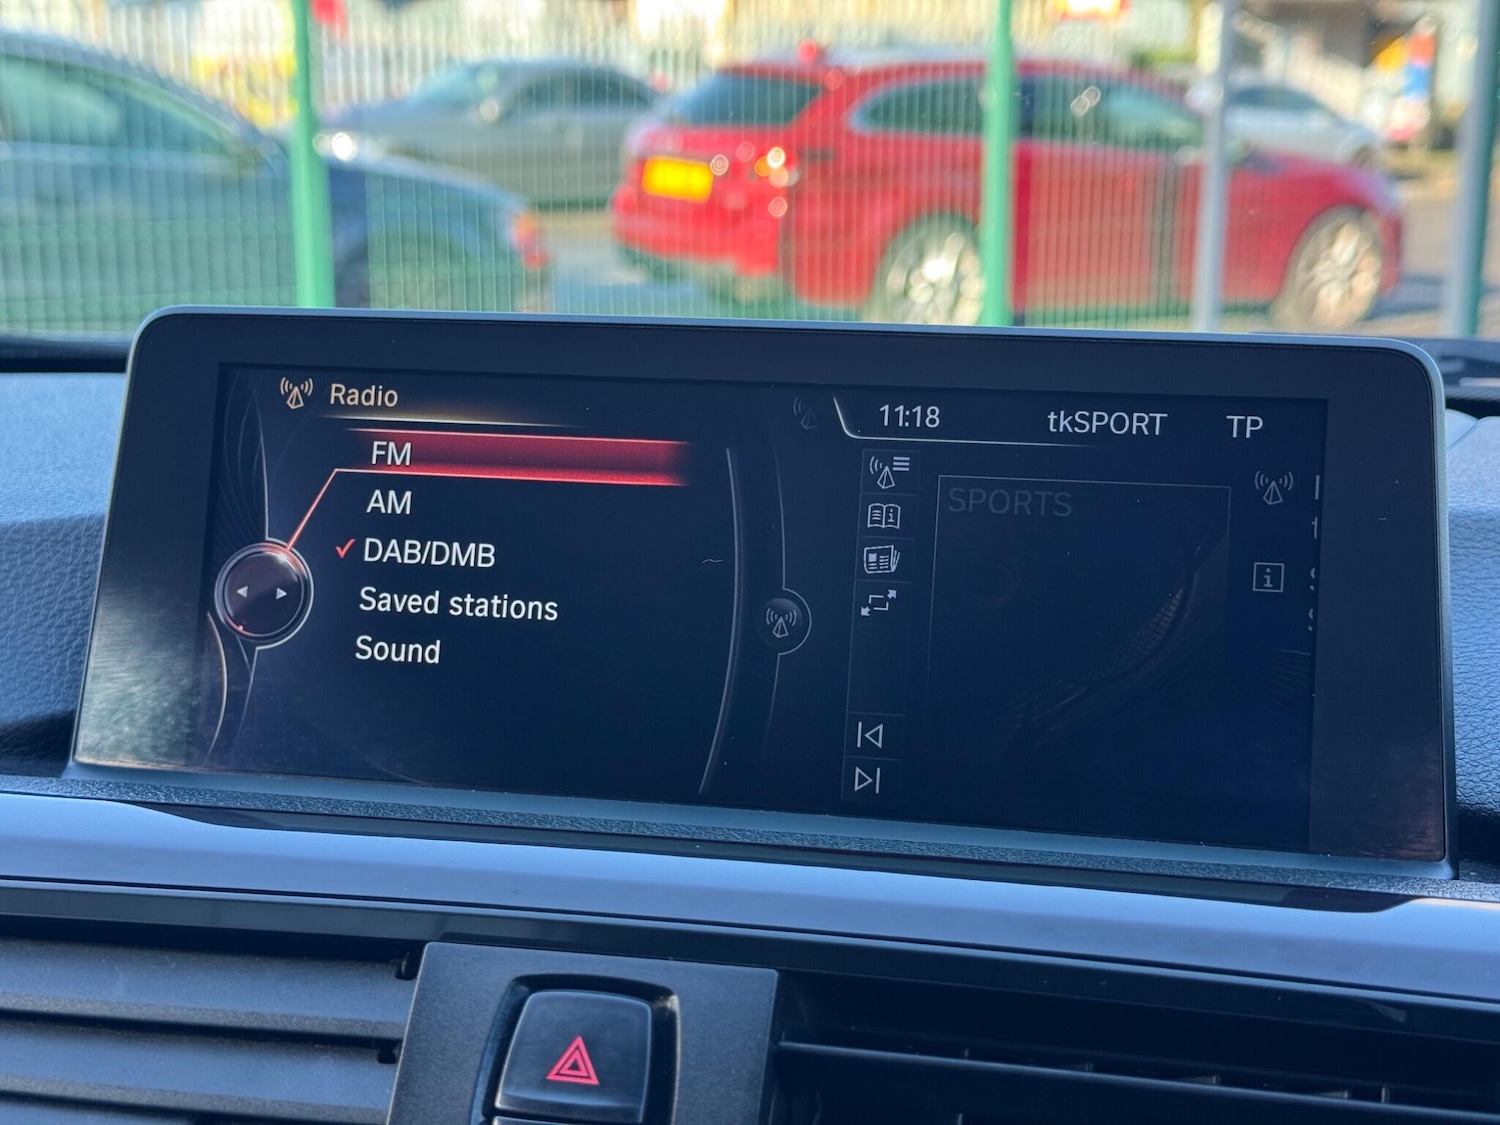 Radio
11:18 tkSPORT TP
FM
AM
✓ DAB/DMB
Saved stations
Sound
SPORTS